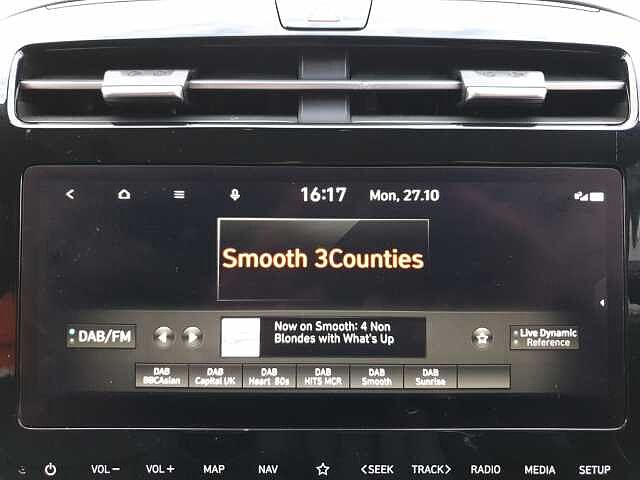 16:17 Mon, 27.10
Smooth 3Counties
DAB/FM
Now on Smooth: 4 Non
Blondes with What's Up
Live Dynamic
Reference
DAB
BBCAsian
DAB
Capital UK
DAB
Heart 80s
DAB
HITS MCR
DAB
Smooth
DAB
Sunrise
VOL− VOL+ MAP NAV <SEEK TRACK> RADIO MEDIA SETUP